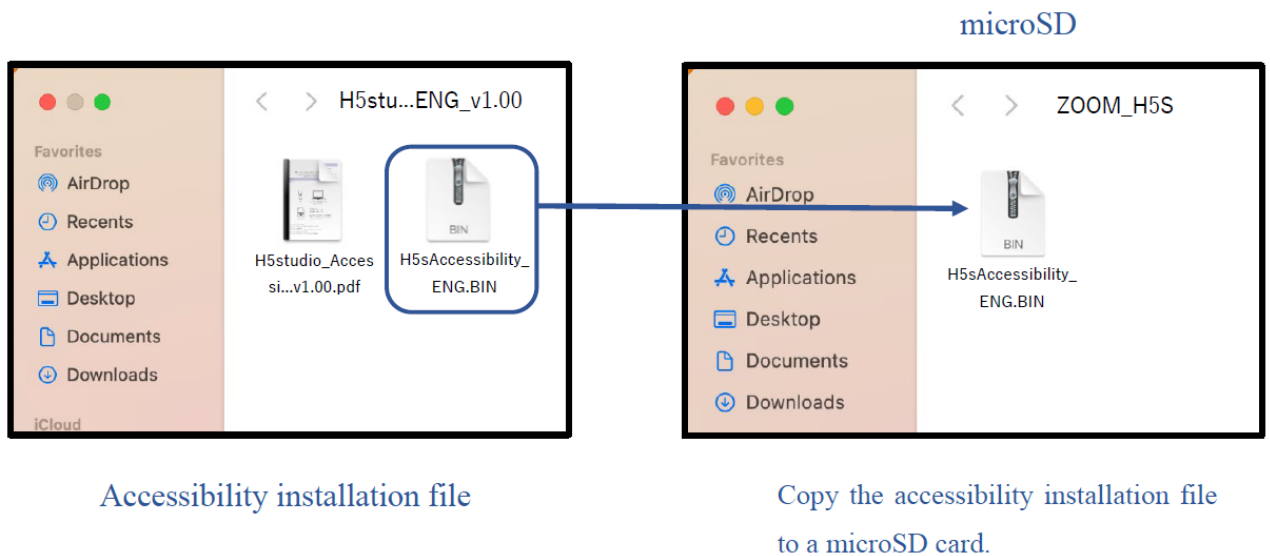 microSD
H5stu...ENG_v1.00
Favorites
AirDrop
Recents
Applications
Desktop
Documents
Downloads
iCloud
H5studio_Acces
si...v1.00.pdf
BIN
H5sAccessibility_
ENG.BIN
ZOOM_H5S
Favorites
AirDrop
Recents
Applications
Desktop
Documents
Downloads
BIN
H5sAccessibility_
ENG.BIN
Accessibility installation file
Copy the accessibility installation file
to a microSD card.